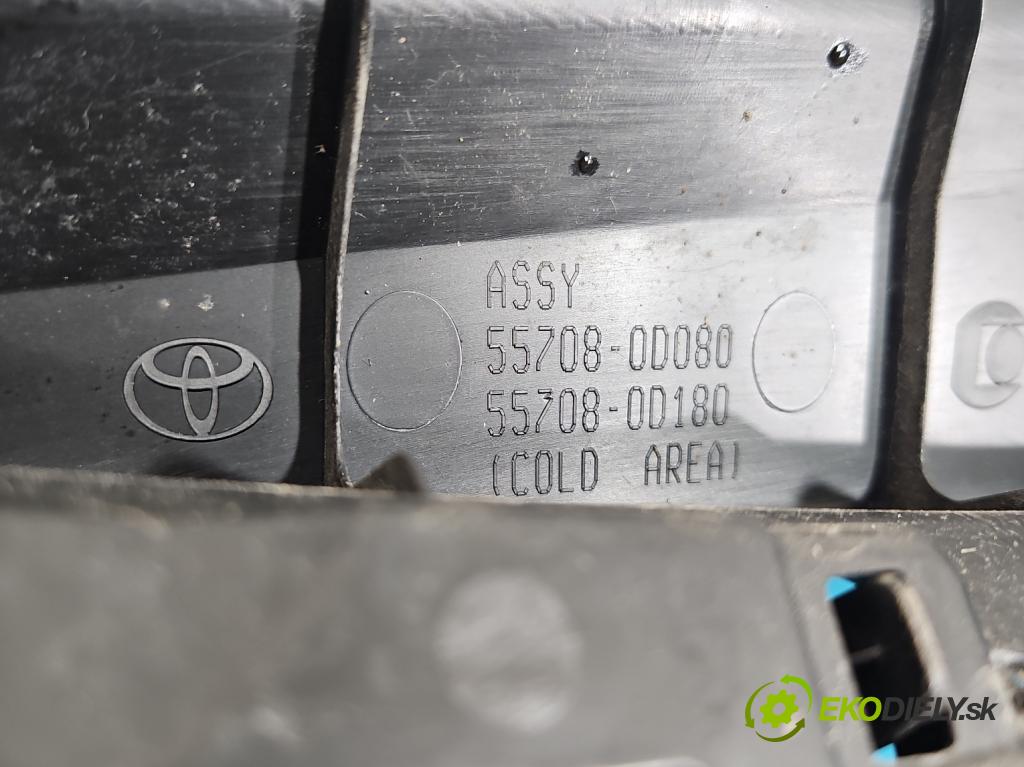 ASSY
55708-0D080
55708-0D180
(COLD AREA)
EKODIELY.sk